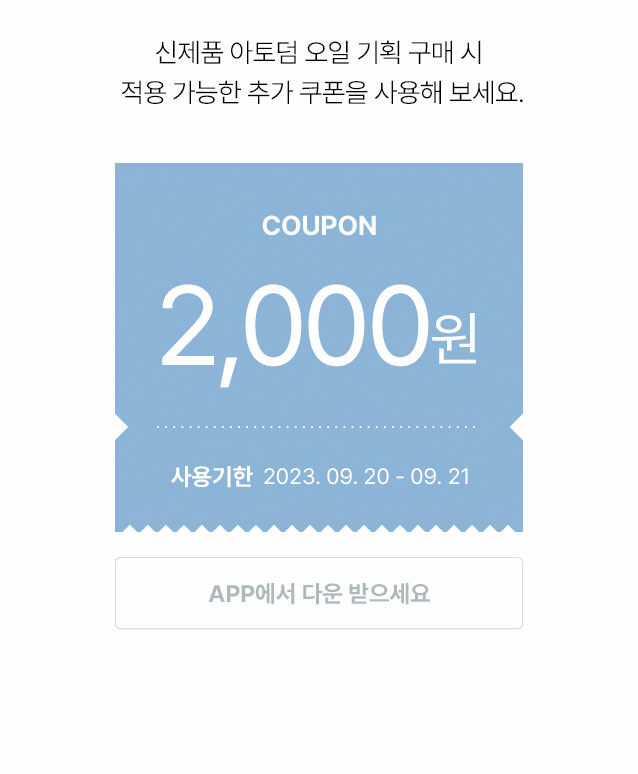 신제품 아토덤 오일 기획 구매 시
적용 가능한 추가 쿠폰을 사용해 보세요.
COUPON
2,000원
사용기한 2023. 09. 20 - 09. 21
APP에서 다운 받으세요